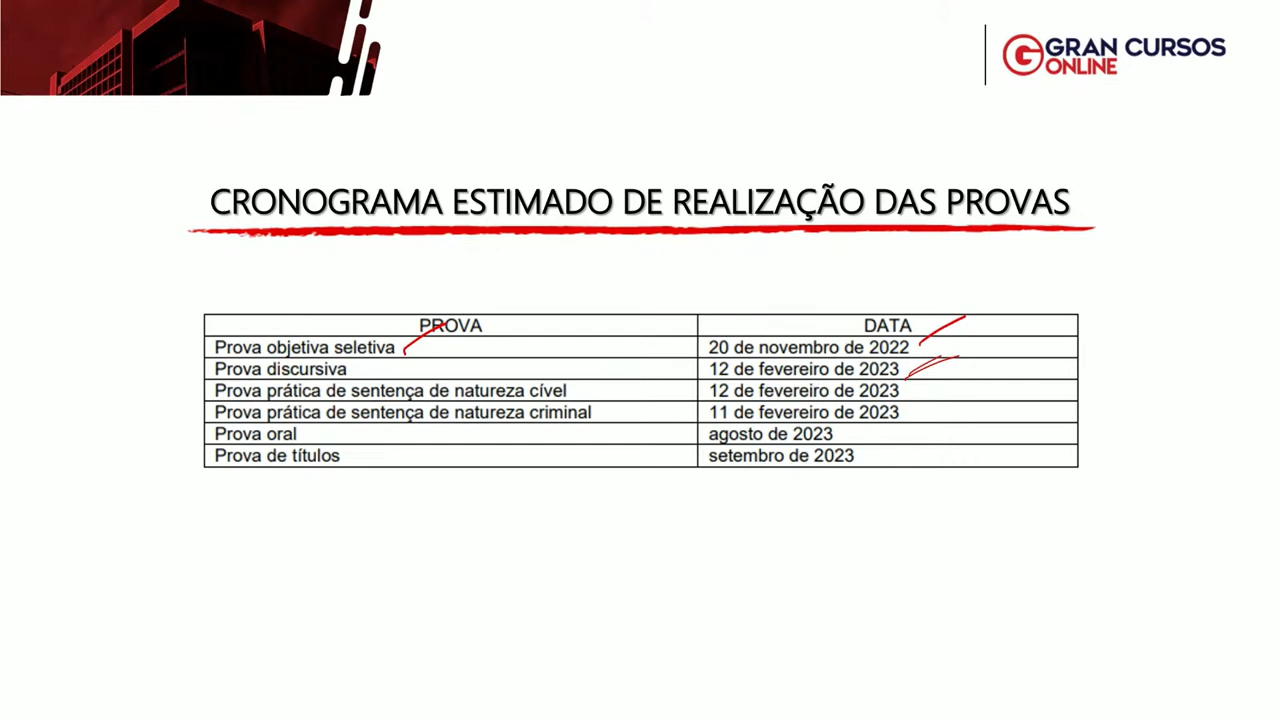 GRAN CURSOS
ONLINE
CRONOGRAMA ESTIMADO DE REALIZAÇÃO DAS PROVAS
PROVA DATA
Prova objetiva seletiva 20 de novembro de 2022
Prova discursiva 12 de fevereiro de 2023
Prova prática de sentença de natureza cível 12 de fevereiro de 2023
Prova prática de sentença de natureza criminal 11 de fevereiro de 2023
Prova oral agosto de 2023
Prova de títulos setembro de 2023